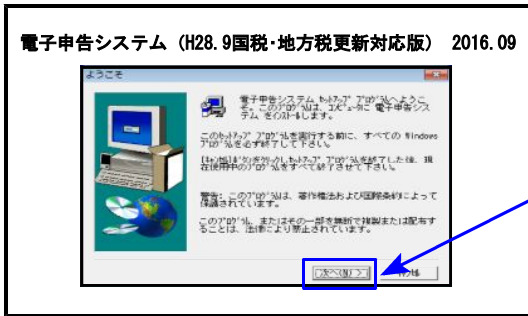 電子申告システム (H28.9国税・地方税更新対応版) 2016.09
ようこそ
電子申告システム ｾｯﾄｱｯﾌﾟ ﾌﾟﾛｸﾞﾗﾑへようこ
そ。このﾌﾟﾛｸﾞﾗﾑは、ｺﾝﾋﾟｭｰﾀに 電子申告シス
テム をｲﾝｽﾄｰﾙします。
このｾｯﾄｱｯﾌﾟ ﾌﾟﾛｸﾞﾗﾑを実行する前に、すべての Windows
ﾌﾟﾛｸﾞﾗﾑを必ず終了して下さい。
[ｷｬﾝｾﾙ]ﾎﾞﾀﾝをｸﾘｯｸしｾｯﾄｱｯﾌﾟ ﾌﾟﾛｸﾞﾗﾑを終了した後、現
在使用中のﾌﾟﾛｸﾞﾗﾑをすべて終了させて下さい。
警告: このﾌﾟﾛｸﾞﾗﾑは、著作権法および国際条約によって
保護されています。
このﾌﾟﾛｸﾞﾗﾑ、またはその一部を無断で複製または配布す
ることは、法律により禁止されています。
次へ(N) >